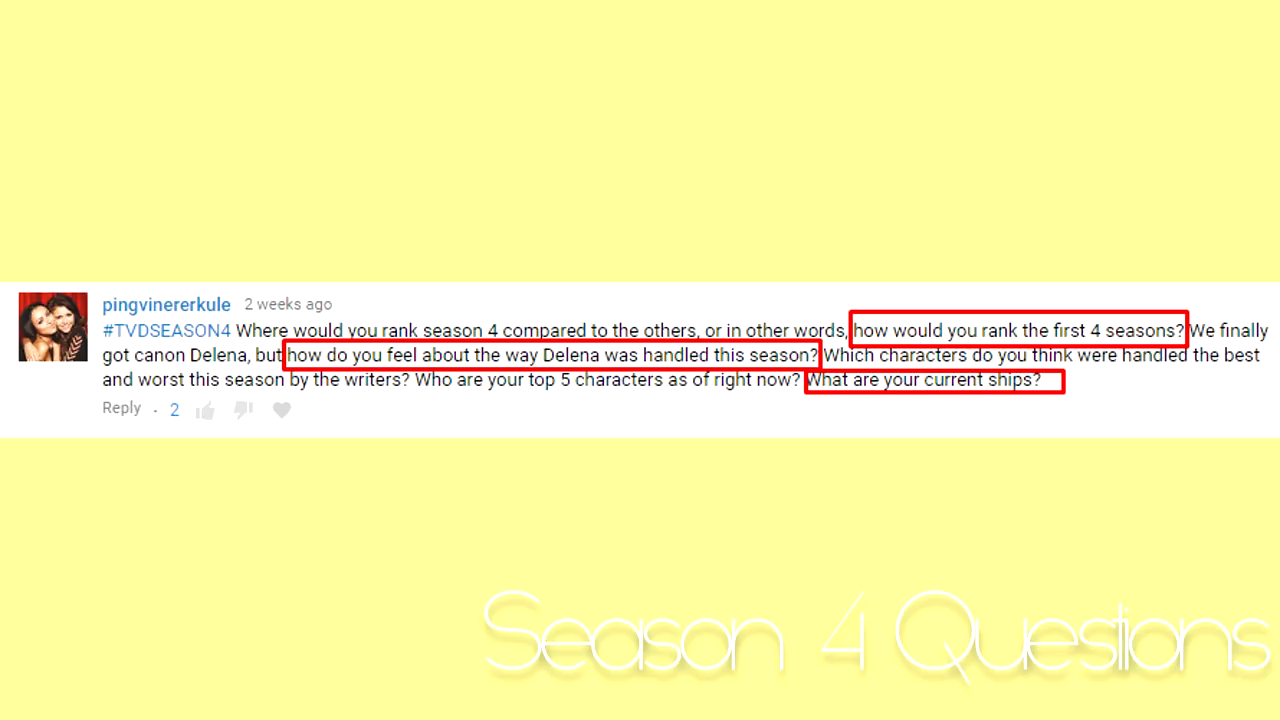 pingvinererkule 2 weeks ago
#TVDSEASON4 Where would you rank season 4 compared to the others, or in other words, how would you rank the first 4 seasons? We finally
got canon Delena, but how do you feel about the way Delena was handled this season? Which characters do you think were handled the best
and worst this season by the writers? Who are your top 5 characters as of right now? What are your current ships?
Reply . 2
Season 4 Questions